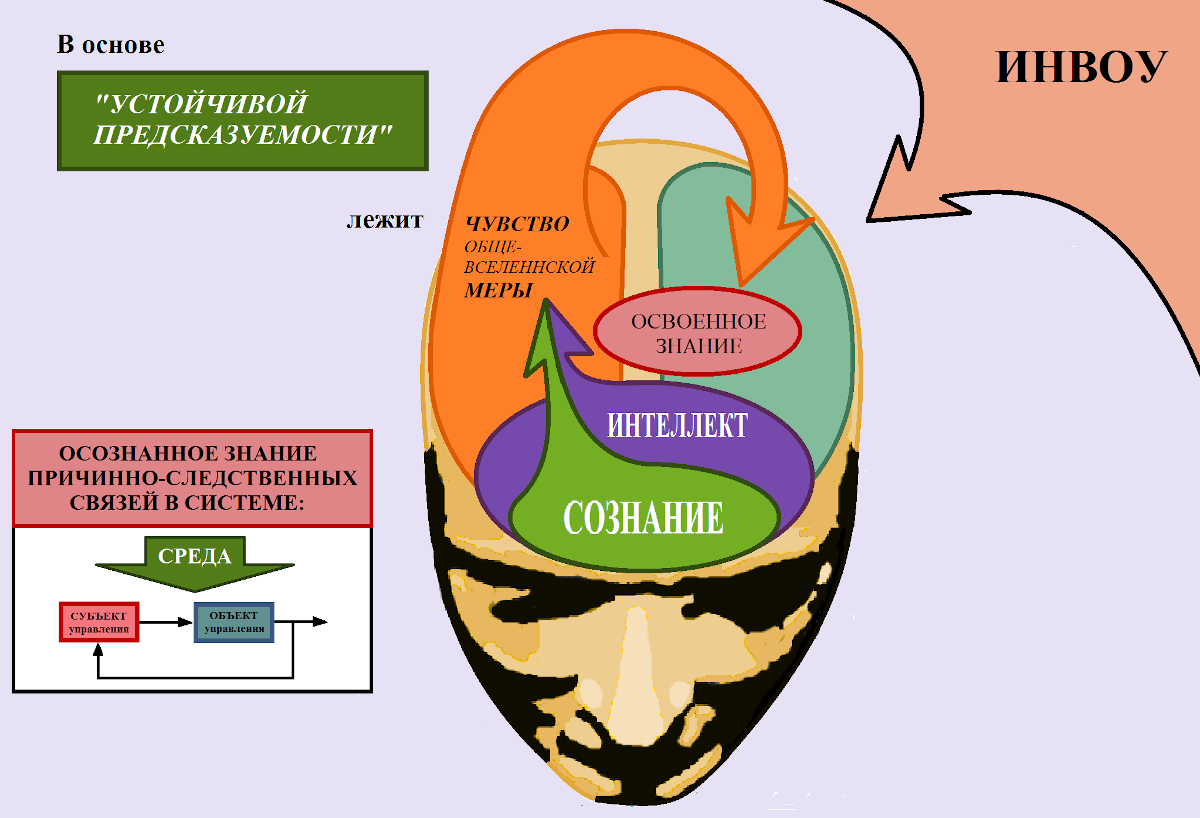 В основе
"УСТОЙЧИВОЙ
ПРЕДСКАЗУЕМОСТИ"
лежит
ЧУВСТВО
ОБЩЕ-
ВСЕЛЕННСКОЙ
МЕРЫ
ИНВОУ
ОСВОЕННОЕ
ЗНАНИЕ
ИНТЕЛЛЕКТ
СОЗНАНИЕ
ОСОЗНАННОЕ ЗНАНИЕ
ПРИЧИННО-СЛЕДСТВЕННЫХ
СВЯЗЕЙ В СИСТЕМЕ:
СРЕДА
СУБЪЕКТ
управления
ОБЪЕКТ
управления